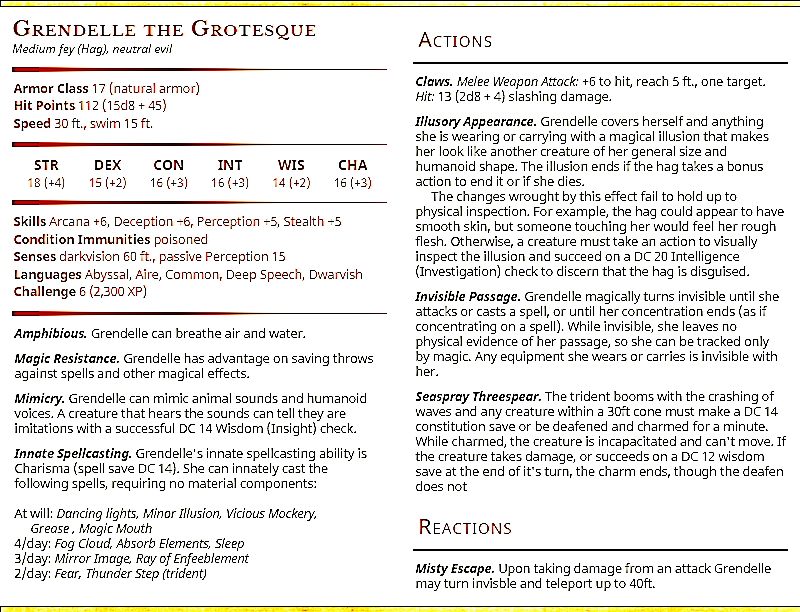 Grendelle the Grotesque
Medium fey (Hag), neutral evil
Armor Class 17 (natural armor)
Hit Points 112 (15d8 + 45)
Speed 30 ft., swim 15 ft.
STR DEX CON INT WIS CHA
18 (+4) 15 (+2) 16 (+3) 16 (+3) 14 (+2) 16 (+3)
Skills Arcana +6, Deception +6, Perception +5, Stealth +5
Condition Immunities poisoned
Senses darkvision 60 ft., passive Perception 15
Languages Abyssal, Aire, Common, Deep Speech, Dwarvish
Challenge 6 (2,300 XP)
Amphibious. Grendelle can breathe air and water.
Magic Resistance. Grendelle has advantage on saving throws
against spells and other magical effects.
Mimicry. Grendelle can mimic animal sounds and humanoid
voices. A creature that hears the sounds can tell they are
imitations with a successful DC 14 Wisdom (Insight) check.
Innate Spellcasting. Grendelle's innate spellcasting ability is
Charisma (spell save DC 14). She can innately cast the
following spells, requiring no material components:
At will: Dancing lights, Minor Illusion, Vicious Mockery,
Grease , Magic Mouth
4/day: Fog Cloud, Absorb Elements, Sleep
3/day: Mirror Image, Ray of Enfeeblement
2/day: Fear, Thunder Step (trident)
Actions
Claws. Melee Weapon Attack: +6 to hit, reach 5 ft., one target.
Hit: 13 (2d8 + 4) slashing damage.
Illusory Appearance. Grendelle covers herself and anything
she is wearing or carrying with a magical illusion that makes
her look like another creature of her general size and
humanoid shape. The illusion ends if the hag takes a bonus
action to end it or if she dies.
The changes wrought by this effect fail to hold up to
physical inspection. For example, the hag could appear to have
smooth skin, but someone touching her would feel her rough
flesh. Otherwise, a creature must take an action to visually
inspect the illusion and succeed on a DC 20 Intelligence
(Investigation) check to discern that the hag is disguised.
Invisible Passage. Grendelle magically turns invisible until she
attacks or casts a spell, or until her concentration ends (as if
concentrating on a spell). While invisible, she leaves no
physical evidence of her passage, so she can be tracked only
by magic. Any equipment she wears or carries is invisible with
her.
Seaspray Threespear. The trident booms with the crashing of
waves and any creature within a 30ft cone must make a DC 14
constitution save or be deafened and charmed for a minute.
While charmed, the creature is incapacitated and can't move. If
the creature takes damage, or succeeds on a DC 12 wisdom
save at the end of it's turn, the charm ends, though the deafen
does not
Reactions
Misty Escape. Upon taking damage from an attack Grendelle
may turn invisble and teleport up to 40ft.